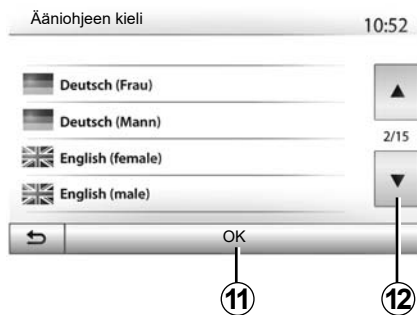 Ääniohjeen kieli
10:52
Deutsch (Frau)
Deutsch (Mann)
2/15
English (female)
English (male)
OK
11
12